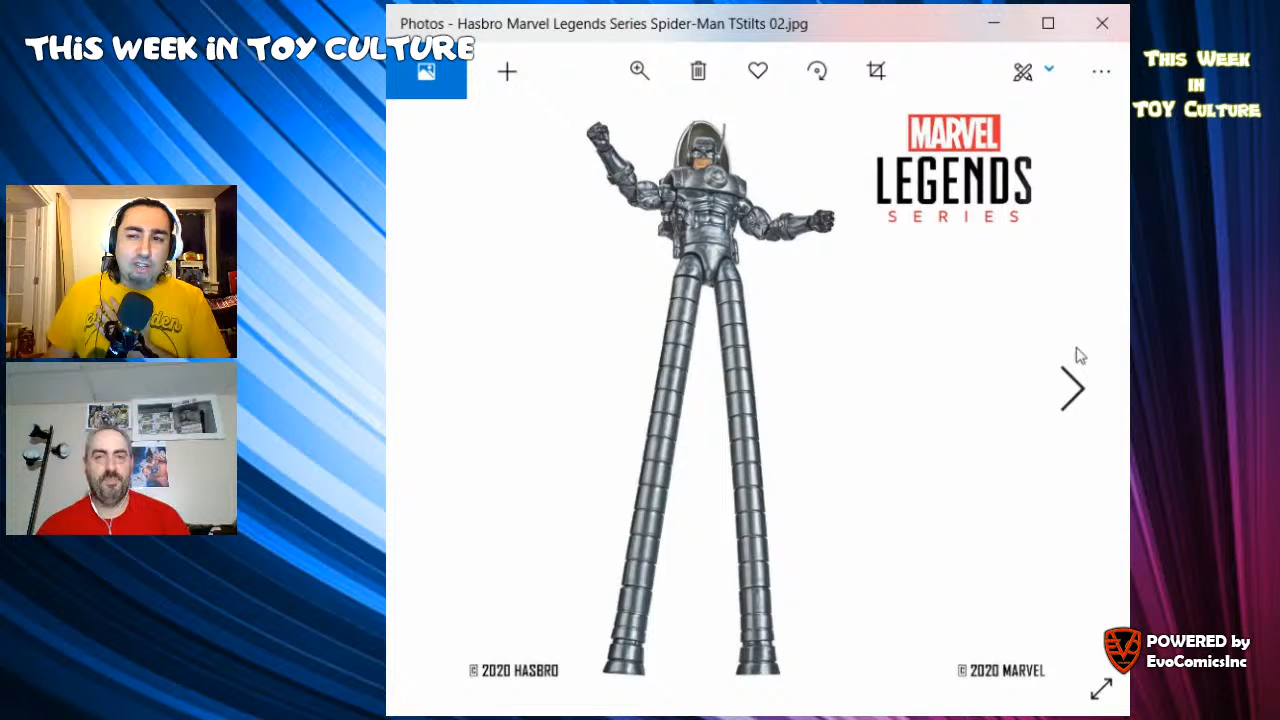 THiS WEEK iN TOY CULTURE
Photos - Hasbro Marvel Legends Series Spider-Man TStilts 02.jpg
This Week
in
TOY Culture
MARVEL
LEGENDS
SERIES
© 2020 HASBRO
© 2020 MARVEL
EVO
POWERED by
EvoComicsInc